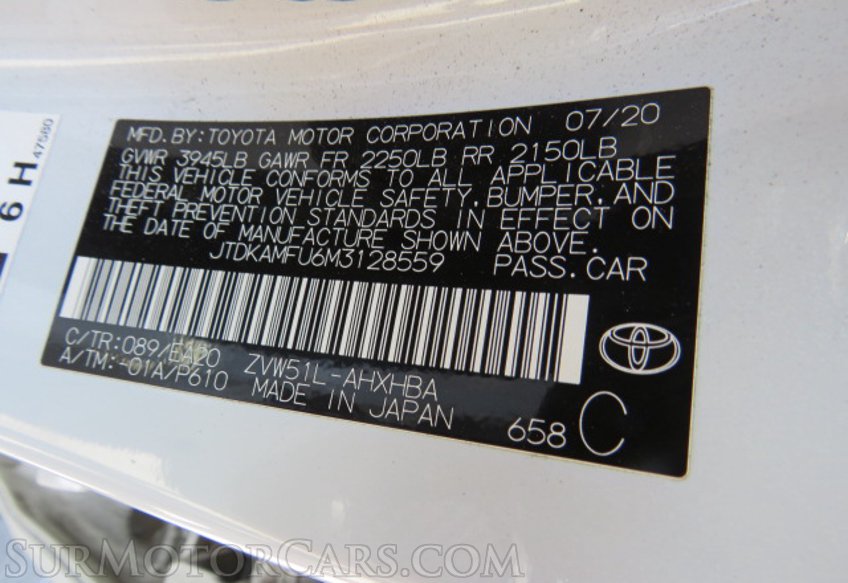 MFD.BY:TOYOTA MOTOR CORPORATION 07/20
GVWR 3945LB GAWR FR 2250LB RR 2150LB
THIS VEHICLE CONFORMS TO ALL APPLICABLE
FEDERAL MOTOR VEHICLE SAFETY, BUMPER, AND
THEFT PREVENTION STANDARDS IN EFFECT ON
THE DATE OF MANUFACTURE SHOWN ABOVE.
JTDKAMFU6M3128559 PASS.CAR
C/TR:089/EA20 ZVW51L-AHXHBA
A/TM:-01A/P610 MADE IN JAPAN
658 C
6 H 47580
SURMOTORCARS.COM